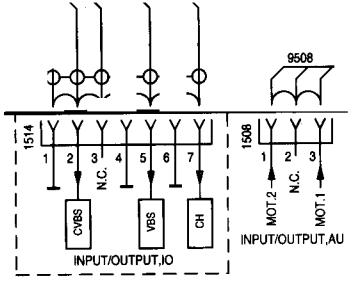 9508
1514
1 2 3 4 5 6 7
N.C.
CVBS
VBS
CH
INPUT/OUTPUT,IO
1508
1 2 3
MOT.2
N.C.
MOT.1
INPUT/OUTPUT,AU